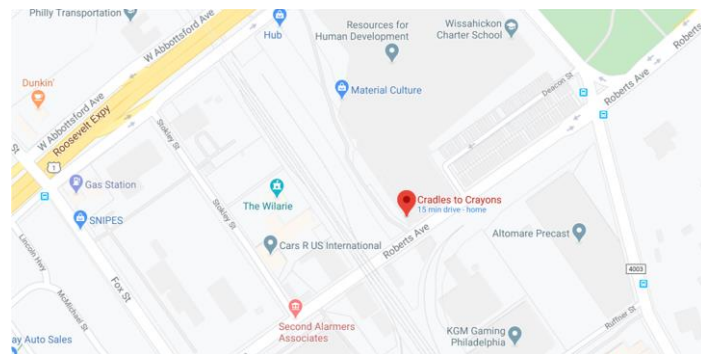 Philly Transportation
W Abbottsford Ave
Hub
Resources for
Human Development
Wissahickon
Charter School
Roberts Ave
Dunkin'
Material Culture
Deacon St
Roberts Ave
W Abbottsford Ave
Roosevelt Expy
1
Stokley St
Gas Station
SNIPES
The Wilarie
Stokley St
Cradles to Crayons
15 min drive - home
Cars R US International
Roberts Ave
Altomare Precast
Lincoln Hwy
Fox St
McMichael St
4003
ay Auto Sales
Second Alarmers
Associates
KGM Gaming
Philadelphia
Ruffner St